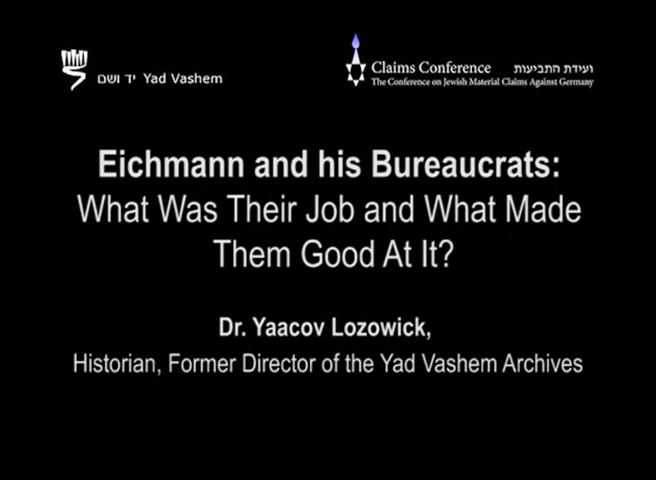 יד ושם Yad Vashem
Claims Conference ועידת התביעות
The Conference on Jewish Material Claims Against Germany
Eichmann and his Bureaucrats:
What Was Their Job and What Made
Them Good At It?
Dr. Yaacov Lozowick,
Historian, Former Director of the Yad Vashem Archives